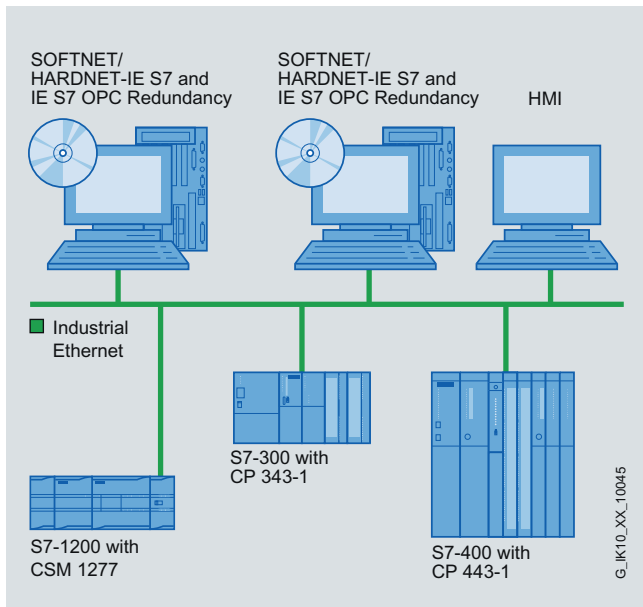 SOFTNET/
HARDNET-IE S7 and
IE S7 OPC Redundancy
SOFTNET/
HARDNET-IE S7 and
IE S7 OPC Redundancy
HMI
Industrial
Ethernet
S7-300 with
CP 343-1
S7-1200 with
CSM 1277
S7-400 with
CP 443-1
G_IK10_XX_10045